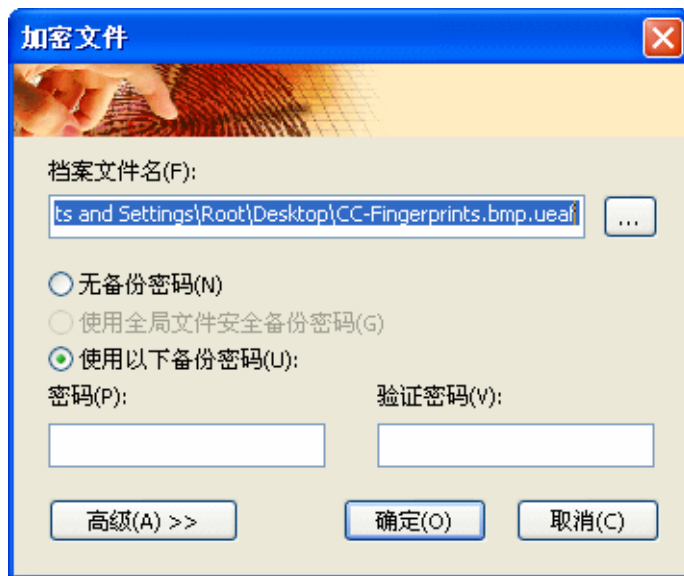 加密文件
档案文件名(F):
ts and Settings\Root\Desktop\CC-Fingerprints.bmp.ueaf
...
无备份密码(N)
使用全局文件安全备份密码(G)
使用以下备份密码(U):
密码(P): 验证密码(V):
高级(A) >> 确定(O) 取消(C)